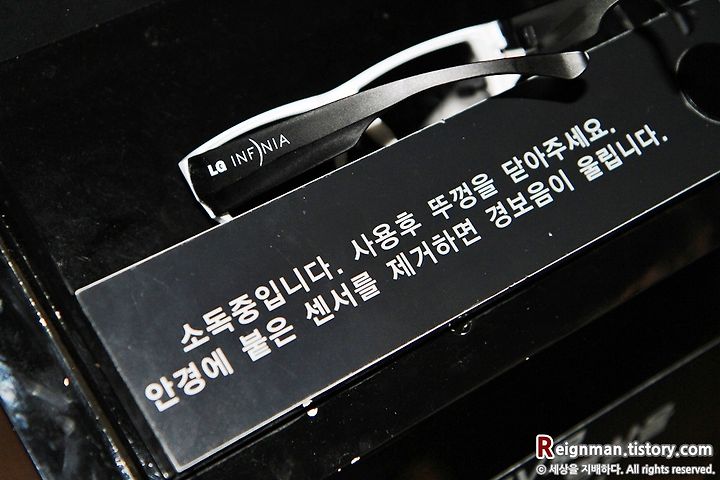 LG INFINIA
소독중입니다. 사용후 뚜껑을 닫아주세요.
안경에 붙은 센서를 제거하면 경보음이 울립니다.
Reignman.tistory.com
© 세상을 지배하다. All rights reserved.